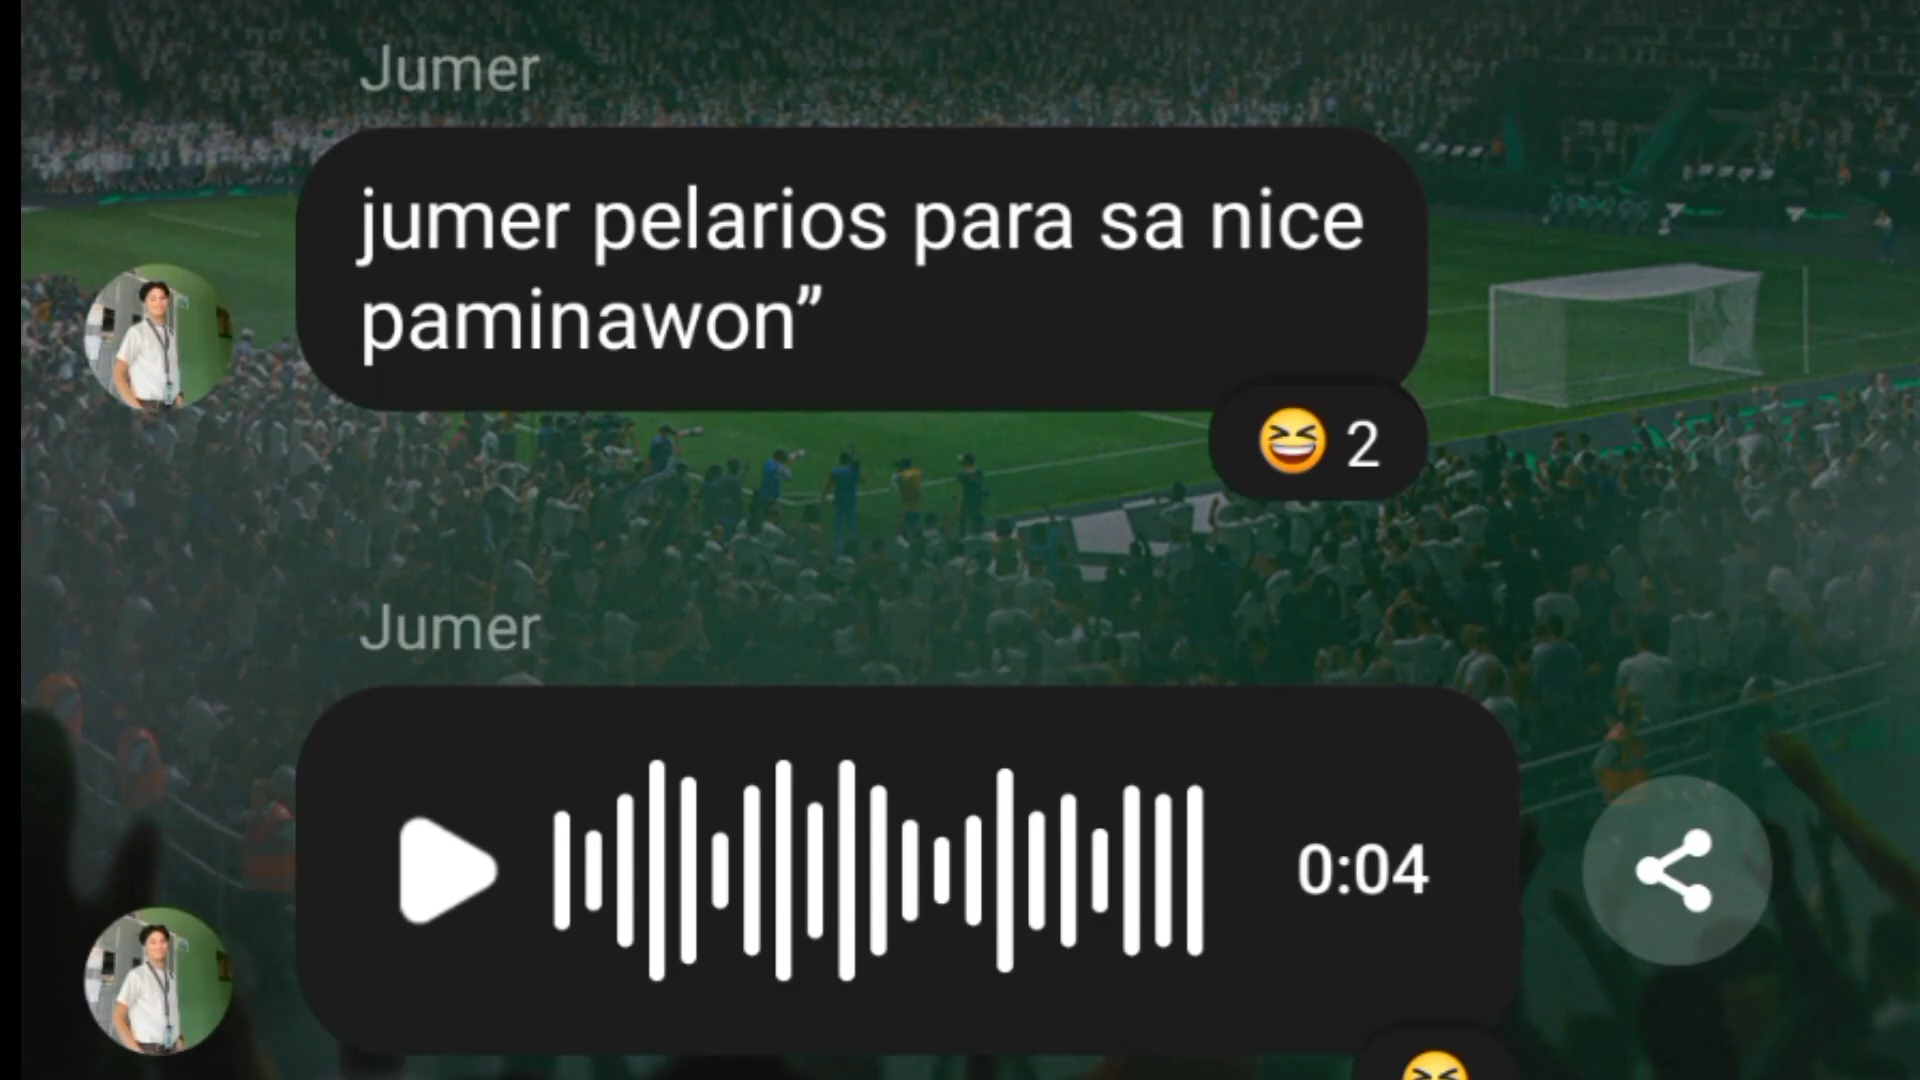 Jumer
jumer pelarios para sa nice
paminawon”
😆 2
Jumer
0:04